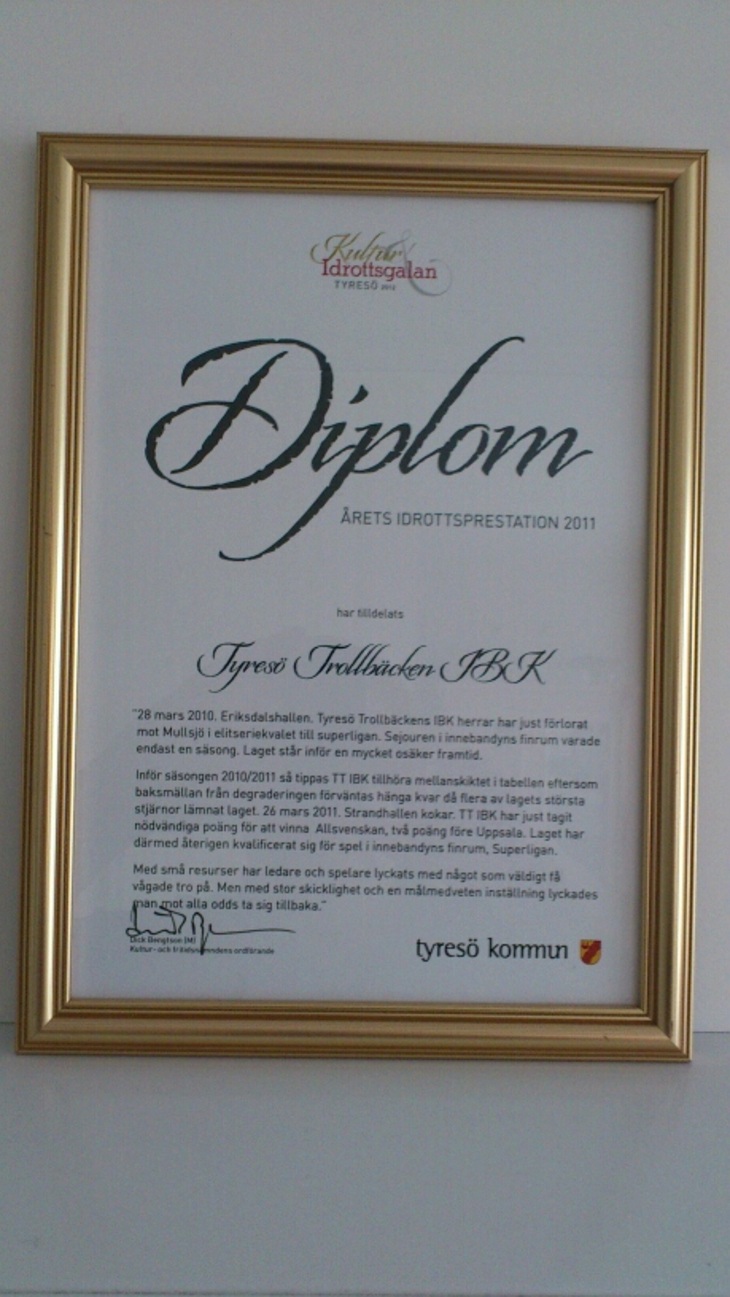 Kultur &
Idrottsgalan
TYRESÖ 2012
Diplom
ÅRETS IDROTTSPRESTATION 2011
har tilldelats
Tyresö Trollbäcken IBK
"28 mars 2010. Eriksdalshallen. Tyresö Trollbäckens IBK herrar har just förlorat
mot Mullsjö i elitseriekvalet till superligan. Sejouren i innebandyns finrum varade
endast en säsong. Laget står inför en mycket osäker framtid.
Inför säsongen 2010/2011 så tippas TT IBK tillhöra mellanskiktet i tabellen eftersom
baksmällan från degraderingen förväntas hänga kvar då flera av lagets största
stjärnor lämnat laget. 26 mars 2011. Strandhallen kokar. TT IBK har just tagit
nödvändiga poäng för att vinna Allsvenskan, två poäng före Uppsala. Laget har
därmed återigen kvalificerat sig för spel i innebandyns finrum, Superligan.
Med små resurser har ledare och spelare lyckats med något som väldigt få
vågade tro på. Men med stor skicklighet och en målmedveten inställning lyckades
man mot alla odds ta sig tillbaka."
Dick Bengtson (M)
Kultur- och fritidsnämndens ordförande
tyresö kommun